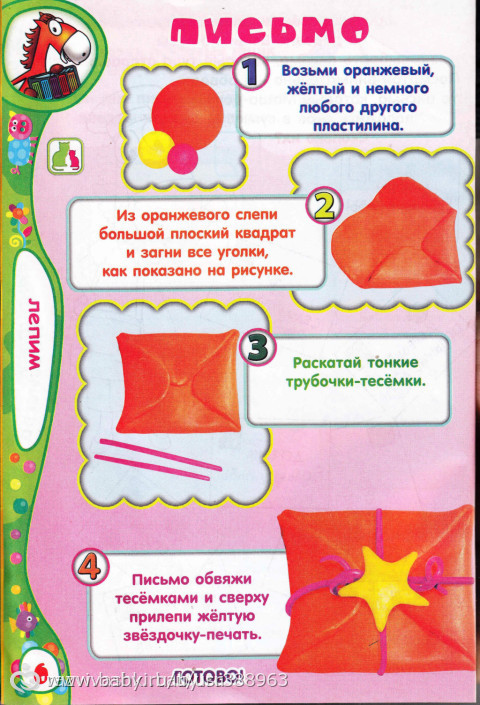 ПИСЬМО
1
Возьми оранжевый,
жёлтый и немного
любого другого
пластилина.
2
Из оранжевого слепи
большой плоский квадрат
и загни все уголки,
как показано на рисунке.
лепим
3
Раскатай тонкие
трубочки-тесёмки.
4
Письмо обвяжи
тесёмками и сверху
прилепи жёлтую
звёздочку-печать.
ГОТОВО!
6